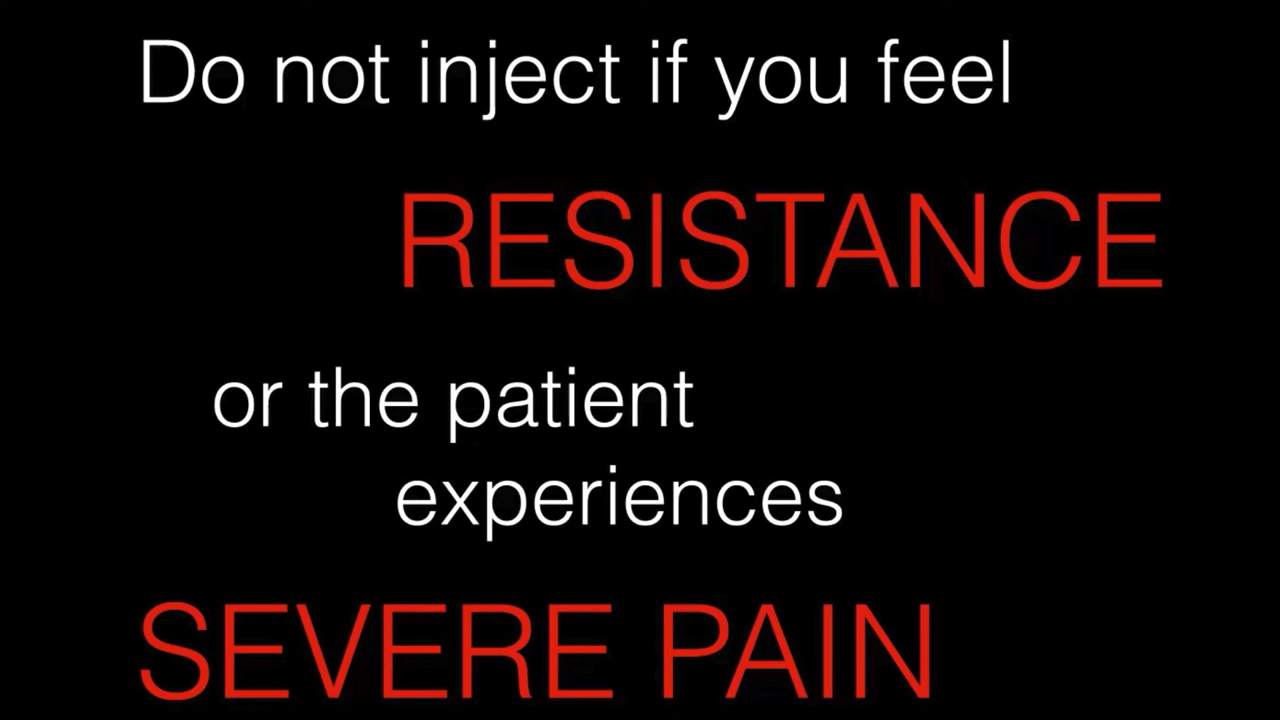 Do not inject if you feel
RESISTANCE
or the patient
experiences
SEVERE PAIN